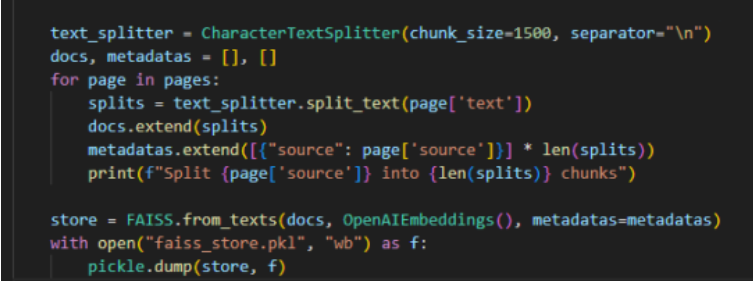 text_splitter = CharacterTextSplitter(chunk_size=1500, separator="\n")
docs, metadatas = [], []
for page in pages:
    splits = text_splitter.split_text(page['text'])
    docs.extend(splits)
    metadatas.extend([{"source": page['source']}] * len(splits))
    print(f"Split {page['source']} into {len(splits)} chunks")

store = FAISS.from_texts(docs, OpenAIEmbeddings(), metadatas=metadatas)
with open("faiss_store.pkl", "wb") as f:
    pickle.dump(store, f)